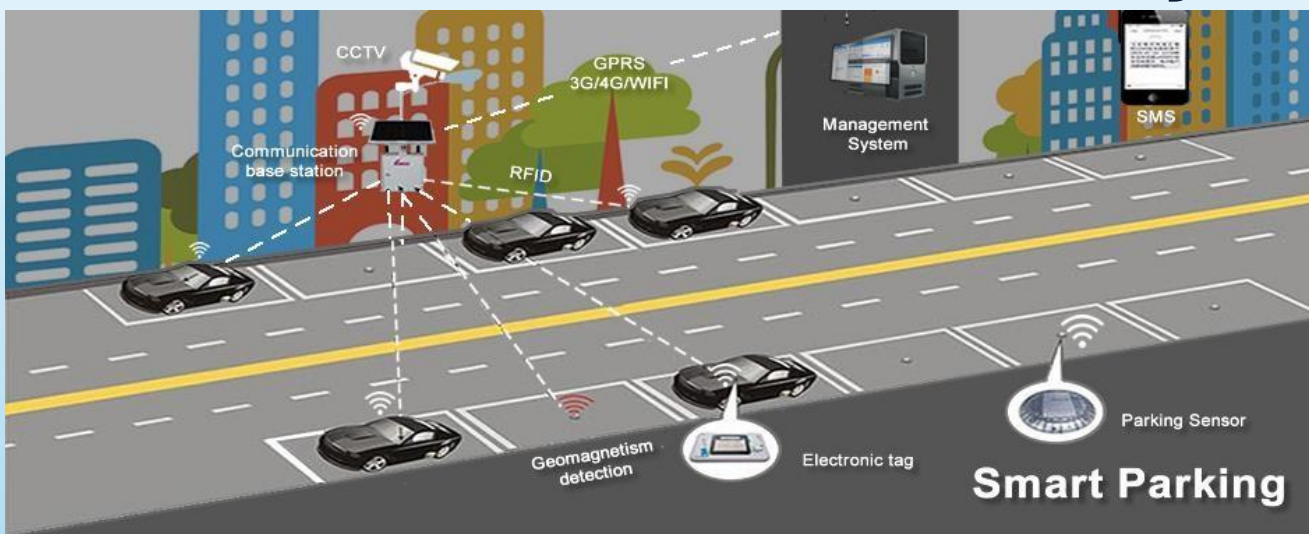 CCTV
GPRS
3G/4G/WIFI
Management
System
SMS
Communication
base station
RFID
Geomagnetism
detection
Electronic tag
Parking Sensor
Smart Parking